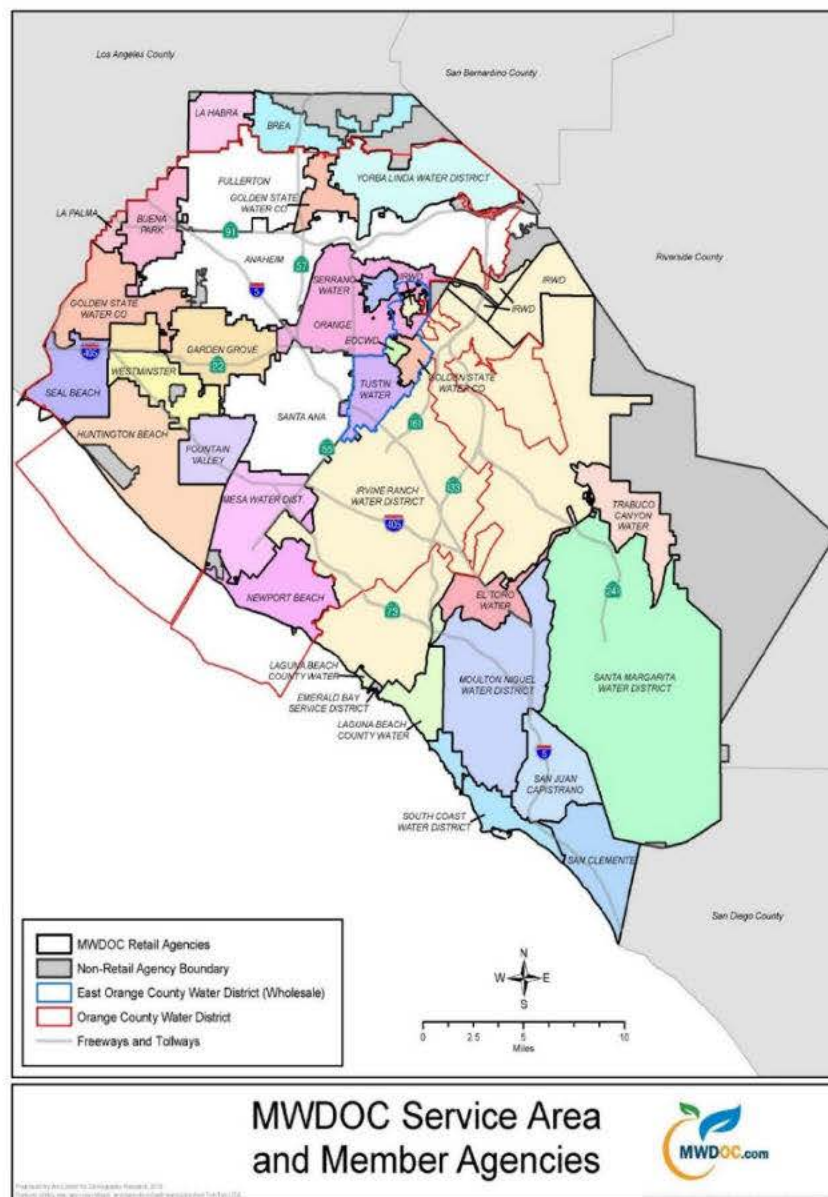 Los Angeles County
San Bernardino County
LA HABRA
BREA
YORBA LINDA WATER DISTRICT
FULLERTON
GOLDEN STATE
WATER CO
LA PALMA
BUENA
PARK
91
ANAHEIM
57
5
Riverside County
SERRANO
WATER
IRWD
IRWD
IRWD
ORANGE
GOLDEN STATE
WATER CO
EOCWD
GARDEN GROVE
22
405
WESTMINSTER
SEAL BEACH
GOLDEN STATE
WATER CO
TUSTIN
WATER
SANTA ANA
HUNTINGTON BEACH
FOUNTAIN
VALLEY
55
161
133
IRVINE RANCH
WATER DISTRICT
405
MESA WATER DIST.
TRABUCO
CANYON
WATER
NEWPORT BEACH
EL TORO
WATER
73
241
LAGUNA BEACH
COUNTY WATER
EMERALD BAY
SERVICE DISTRICT
LAGUNA BEACH
COUNTY WATER
MOULTON NIGUEL
WATER DISTRICT
SANTA MARGARITA
WATER DISTRICT
5
SAN JUAN
CAPISTRANO
SOUTH COAST
WATER DISTRICT
SAN CLEMENTE
San Diego County
MWDOC Retail Agencies
Non-Retail Agency Boundary
East Orange County Water District (Wholesale)
Orange County Water District
Freeways and Tollways
N
W E
S
0 2.5 5 10
Miles
MWDOC Service Area
and Member Agencies
MWDOC.com